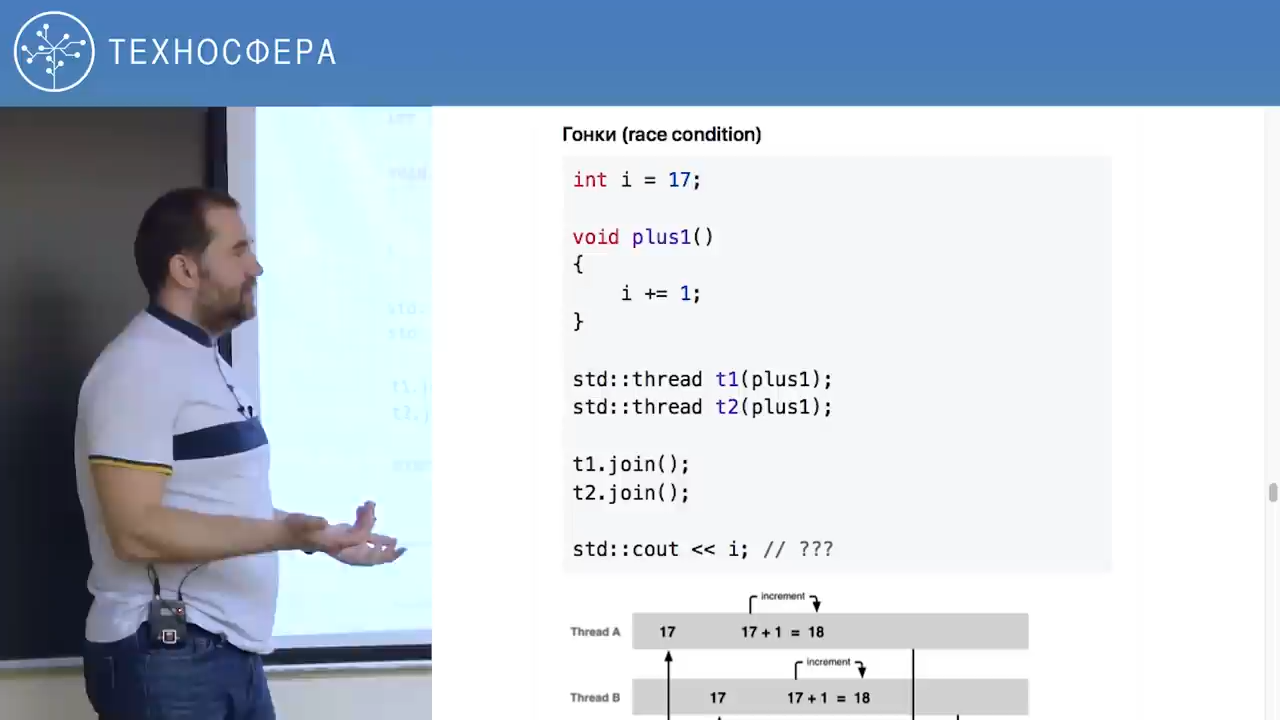 ТЕХНОСФЕРА
Гонки (race condition)
int i = 17;
void plus1()
{
i += 1;
}
std::thread t1(plus1);
std::thread t2(plus1);
t1.join();
t2.join();
std::cout << i; // ???
increment
Thread A 17 17 + 1 = 18
increment
Thread B 17 17 + 1 = 18